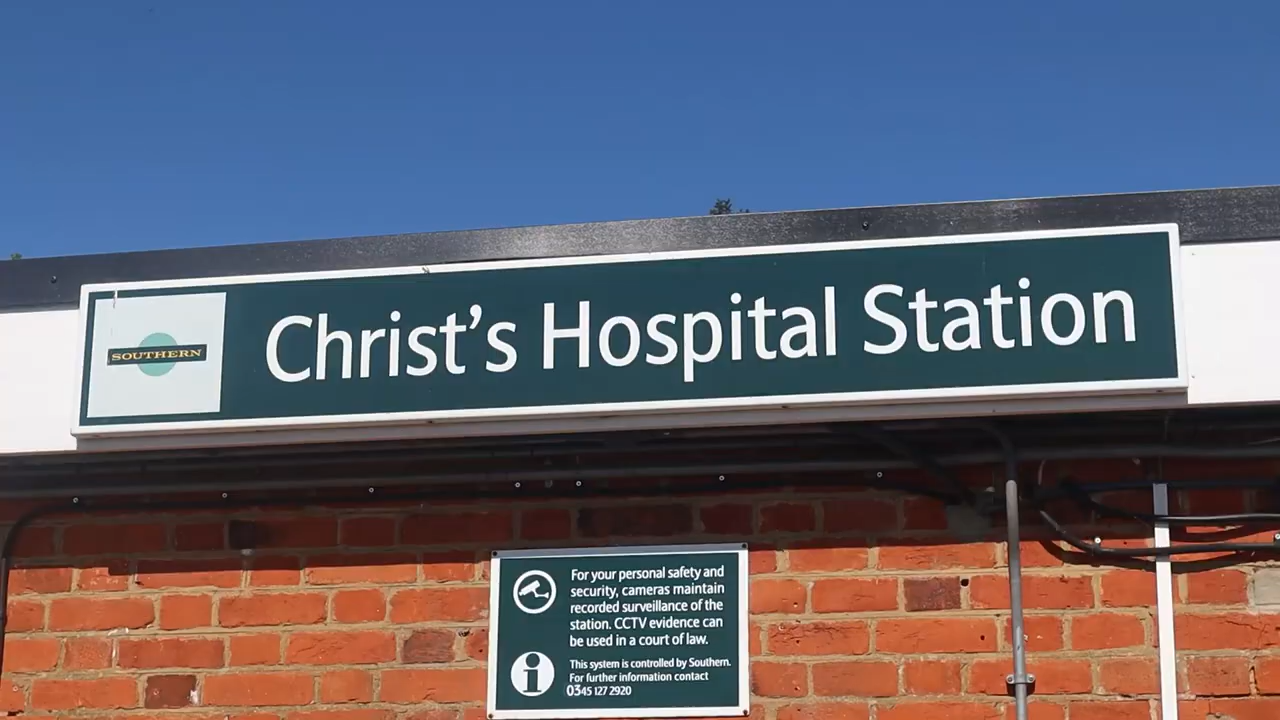 SOUTHERN
Christ's Hospital Station
For your personal safety and
security, cameras maintain
recorded surveillance of the
station. CCTV evidence can
be used in a court of law.
This system is controlled by Southern.
For further information contact
0345 127 2920